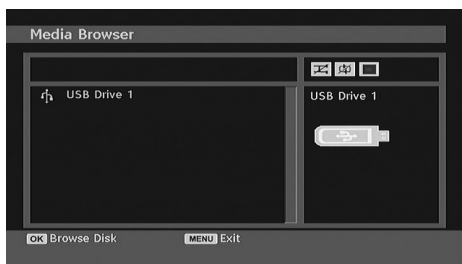 Media Browser
USB Drive 1
USB Drive 1
OK Browse Disk
MENU Exit